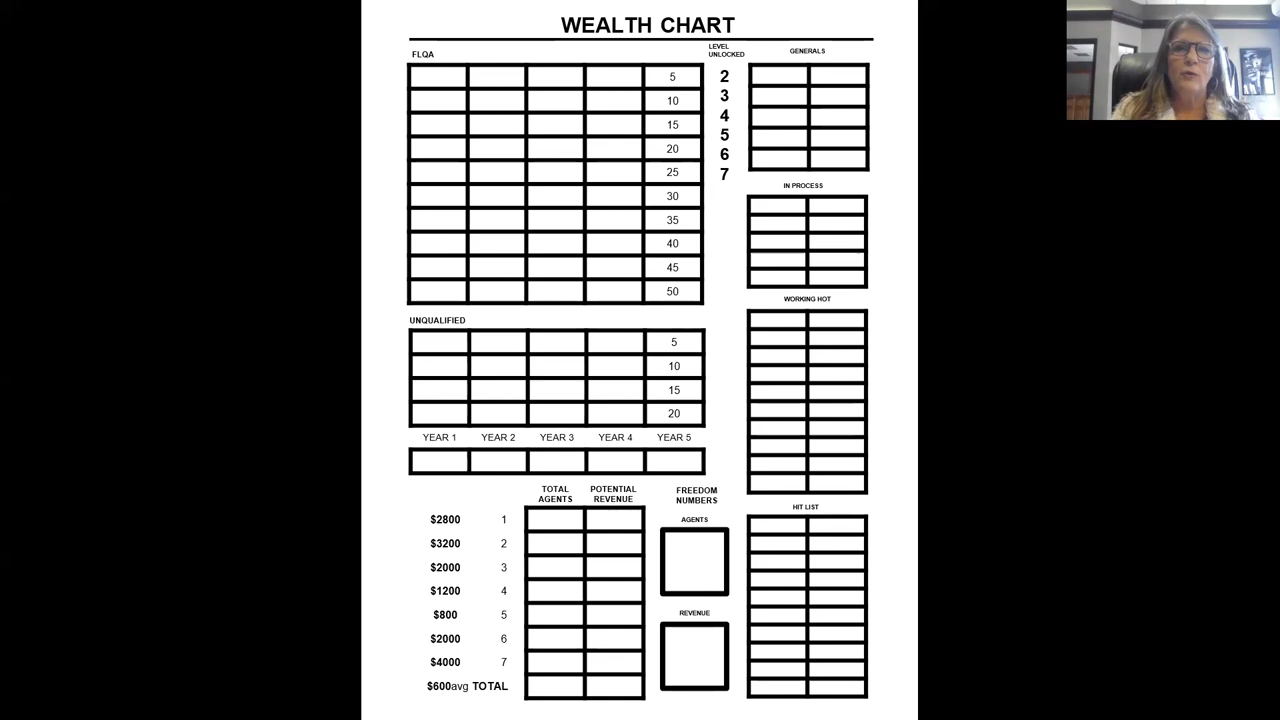 WEALTH CHART
FLQA
5
10
15
20
25
30
35
40
45
50
LEVEL
UNLOCKED
2
3
4
5
6
7
GENERALS
IN PROCESS
WORKING HOT
HIT LIST
UNQUALIFIED
5
10
15
20
YEAR 1 YEAR 2 YEAR 3 YEAR 4 YEAR 5
TOTAL
AGENTS
POTENTIAL
REVENUE
$2800 1
$3200 2
$2000 3
$1200 4
$800 5
$2000 6
$4000 7
$600avg TOTAL
FREEDOM
NUMBERS
AGENTS
REVENUE